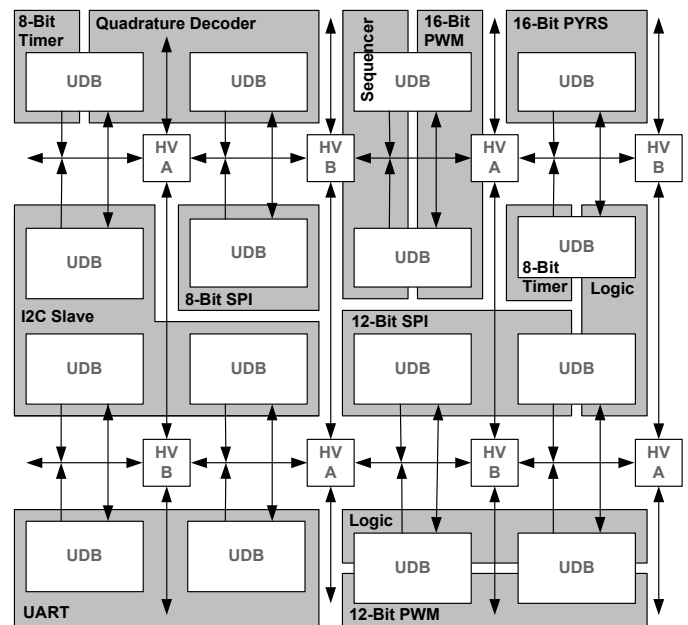 8-Bit
Timer
Quadrature Decoder
Sequencer
16-Bit
PWM
16-Bit PYRS
UDB
UDB
UDB
UDB
HV
A
HV
B
HV
A
HV
B
UDB
UDB
UDB
UDB
8-Bit SPI
8-Bit
Timer
Logic
I2C Slave
12-Bit SPI
UDB
UDB
UDB
UDB
HV
B
HV
A
HV
B
HV
A
Logic
UDB
UDB
UDB
UDB
UART
12-Bit PWM